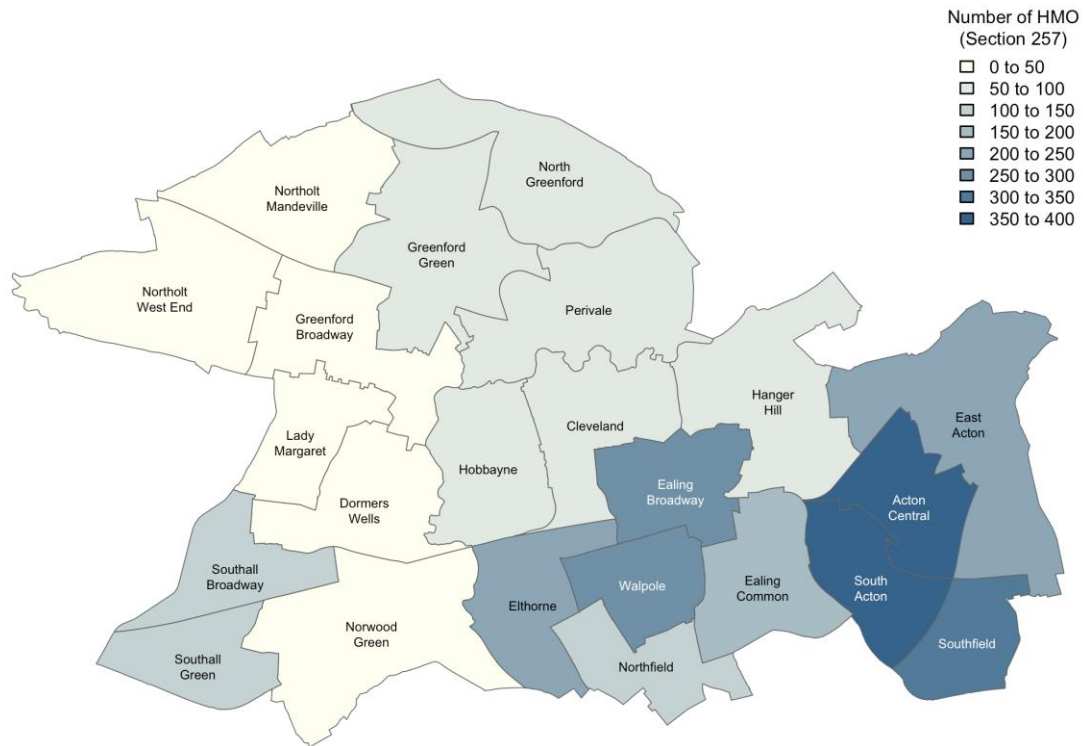 Number of HMO
(Section 257)
0 to 50
50 to 100
100 to 150
150 to 200
200 to 250
250 to 300
300 to 350
350 to 400
North
Greenford
Northolt
Mandeville
Greenford
Green
Northolt
West End
Greenford
Broadway
Perivale
Hanger
Hill
East
Acton
Lady
Margaret
Cleveland
Hobbayne
Ealing
Broadway
Dormers
Wells
Acton
Central
Southall
Broadway
Elthorne
Walpole
Ealing
Common
South
Acton
Norwood
Green
Southall
Green
Northfield
Southfield